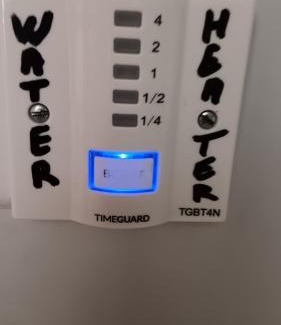 WATER
4
2
1
1/2
1/4
HEATER
TIMEGUARD
TGBT4N